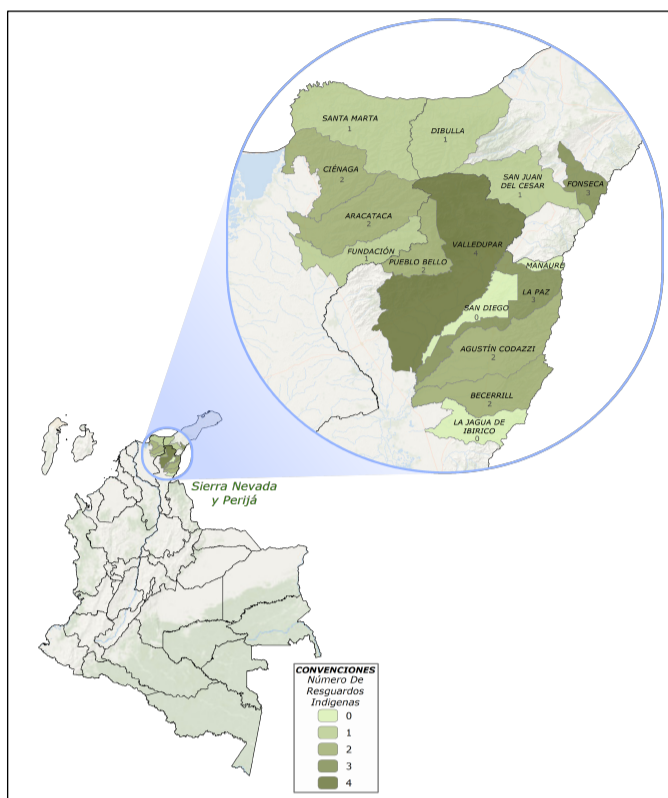 SANTA MARTA
1
DIBULLA
1
CIÉNAGA
2
SAN JUAN
DEL CESAR
1
FONSECA
3
ARACATACA
2
VALLEDUPAR
4
FUNDACIÓN
1
PUEBLO BELLO
2
MANAURE
LA PAZ
3
SAN DIEGO
0
AGUSTÍN CODAZZI
2
BECERRILL
2
LA JAGUA DE
IBIRICO
0
Sierra Nevada
y Perijá
CONVENCIONES
Número De
Resguardos
Indigenas
0
1
2
3
4